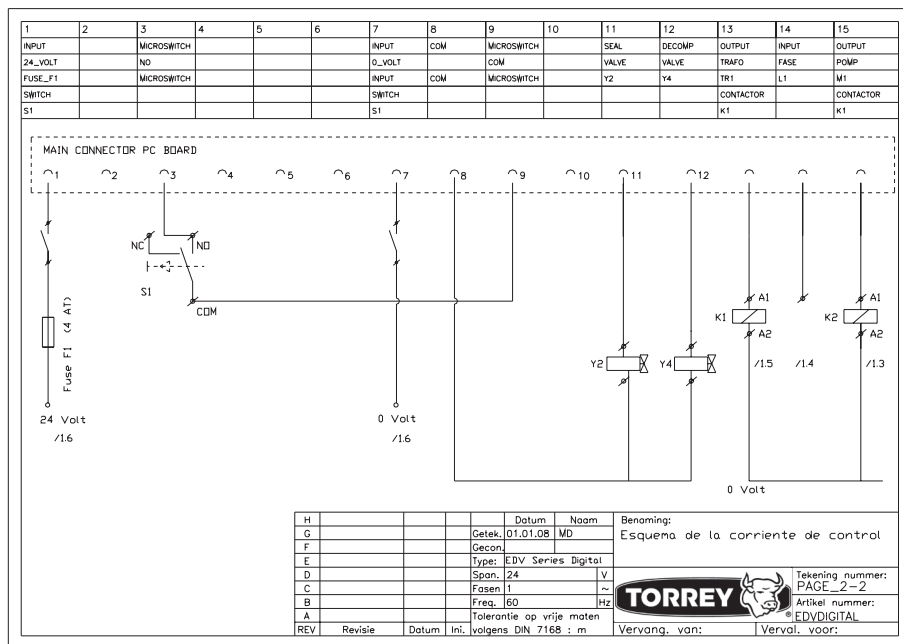 1 2 3 4 5 6 7 8 9 10 11 12 13 14 15
INPUT MICROSWITCH INPUT COM MICROSWITCH SEAL DECOMP OUTPUT INPUT OUTPUT
24_VOLT NO 0_VOLT COM VALVE VALVE TRAFO FASE POMP
FUSE_F1 MICROSWITCH INPUT COM MICROSWITCH Y2 Y4 TR1 L1 M1
SWITCH SWITCH CONTACTOR CONTACTOR
S1 S1 K1 K1
MAIN CONNECTOR PC BOARD
1 2 3 4 5 6 7 8 9 10 11 12
NC NO
S1
COM
Fuse F1 (4 AT)
24 Volt
/1.6
0 Volt
/1.6
Y2
Y4
A1
K1
A2
/1.5
/1.4
A1
K2
A2
/1.3
0 Volt
H Datum Naam
G Getek. 01.01.08 MD
F Gecon.
E Type: EDV Series Digital
D Span. 24 V
C Fasen 1 ~
B Freq. 60 Hz
A Tolerantie op vrije maten
REV Revisie Datum Ini. volgens DIN 7168 : m
Benaming:
Esquema de la corriente de control
TORREY ®
Tekening nummer:
PAGE_2-2
Artikel nummer:
EDVDIGITAL
Vervang. van: Verval. voor: